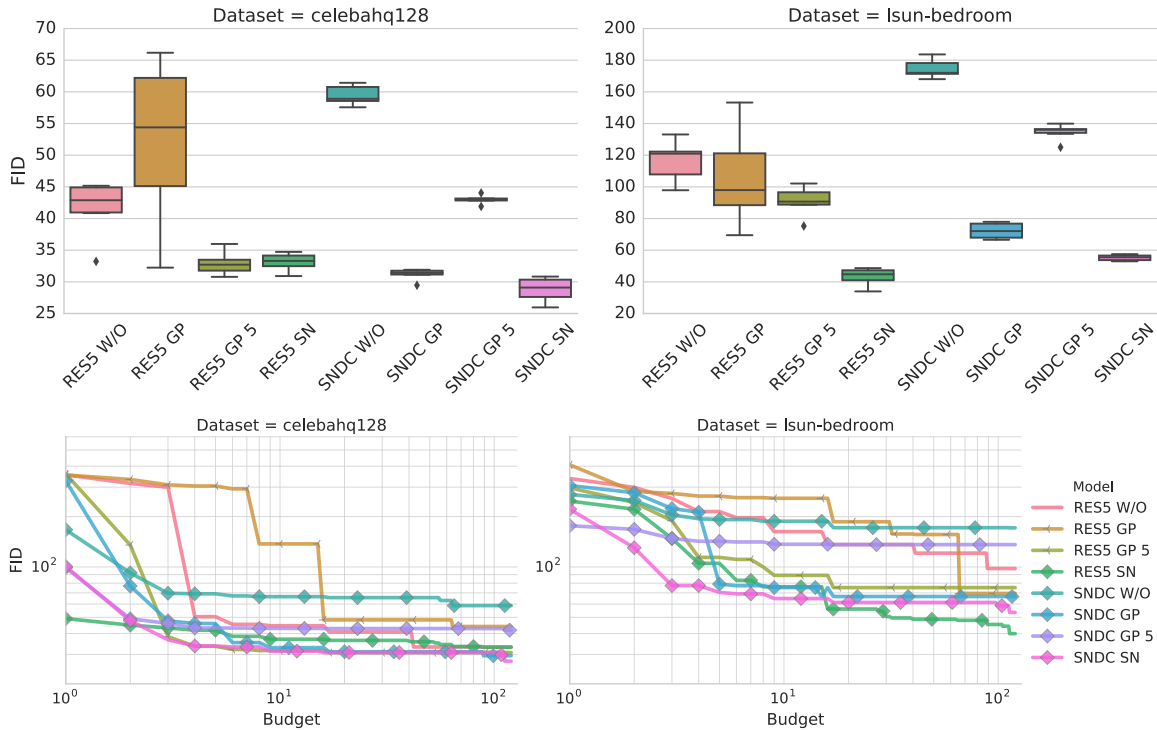 Dataset = celebahq128
70
65
60
55
50
45
40
35
30
25
FID
RES5 W/O
RES5 GP
RES5 GP 5
RES5 SN
SNDC W/O
SNDC GP
SNDC GP 5
SNDC SN
Dataset = lsun-bedroom
200
180
160
140
120
100
80
60
40
20
RES5 W/O
RES5 GP
RES5 GP 5
RES5 SN
SNDC W/O
SNDC GP
SNDC GP 5
SNDC SN
Dataset = celebahq128
FID
10²
10⁰
10¹
10²
Budget
Dataset = lsun-bedroom
10²
10⁰
10¹
10²
Budget
Model
RES5 W/O
RES5 GP
RES5 GP 5
RES5 SN
SNDC W/O
SNDC GP
SNDC GP 5
SNDC SN